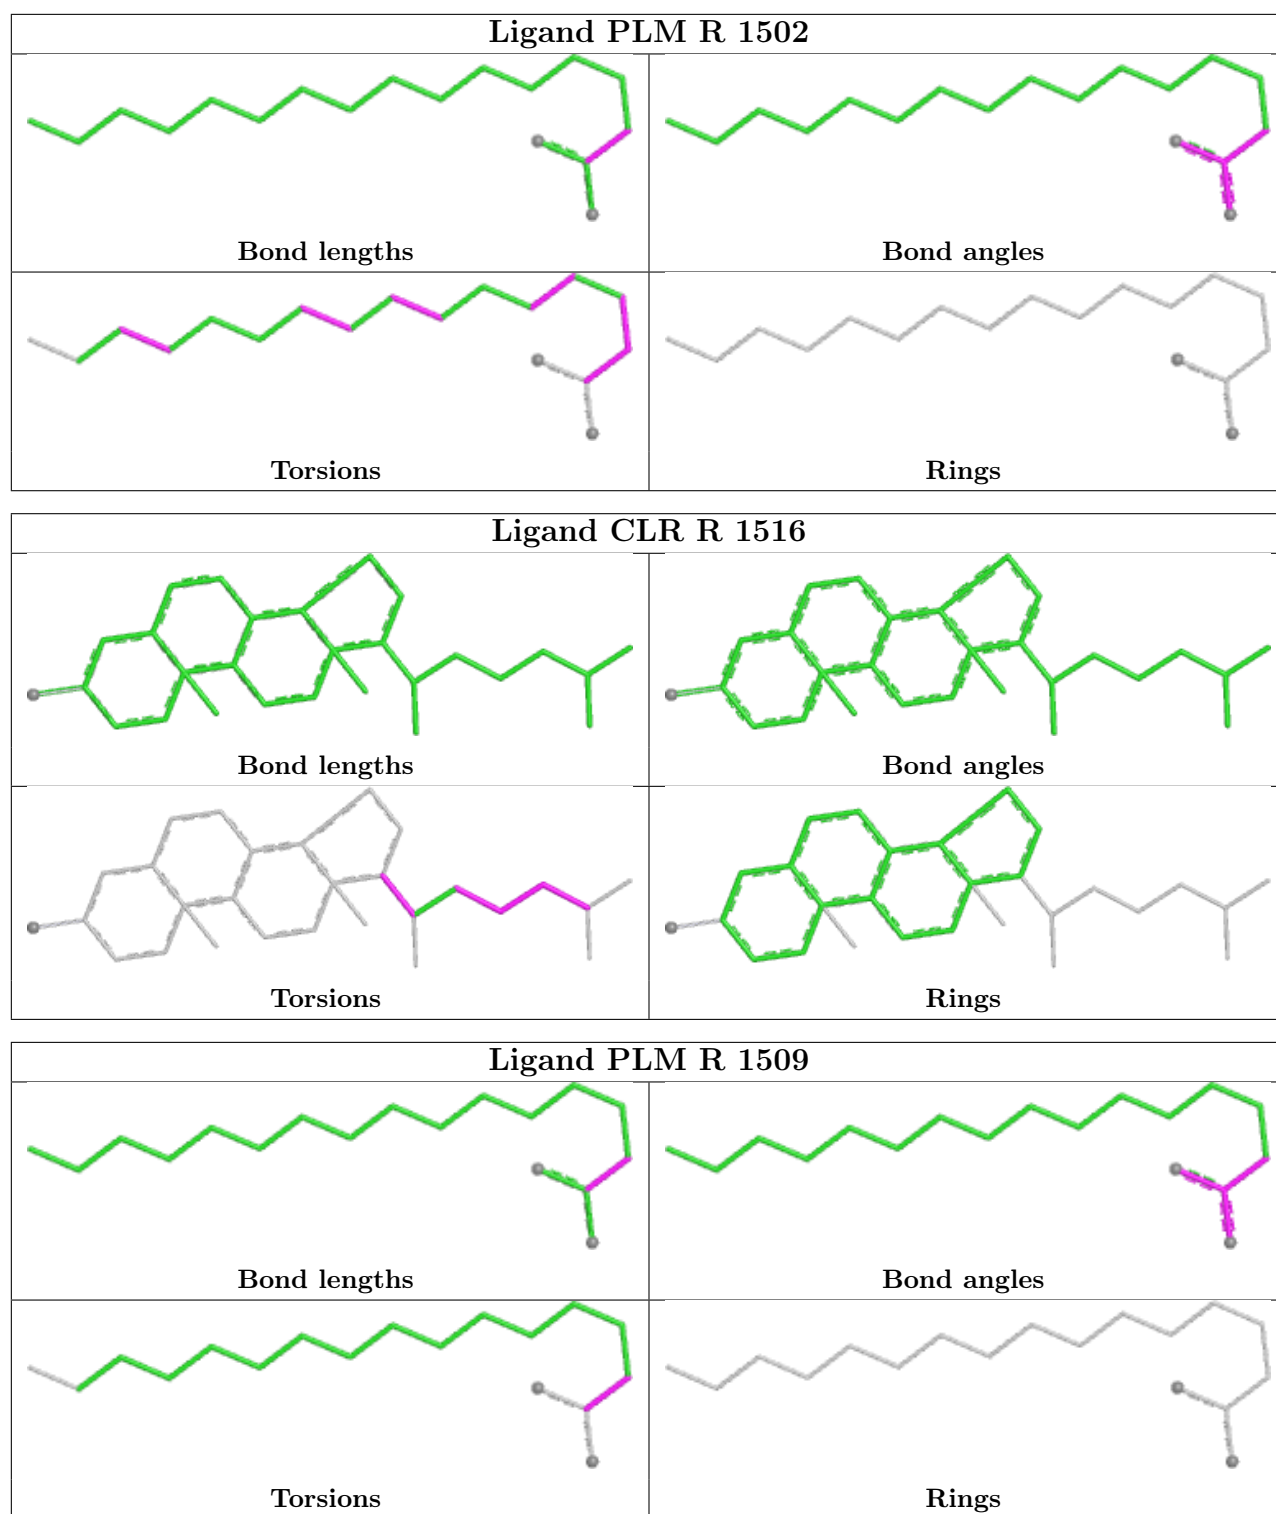 Ligand PLM R 1502
Bond lengths
Bond angles
Torsions
Rings
Ligand CLR R 1516
Bond lengths
Bond angles
Torsions
Rings
Ligand PLM R 1509
Bond lengths
Bond angles
Torsions
Rings